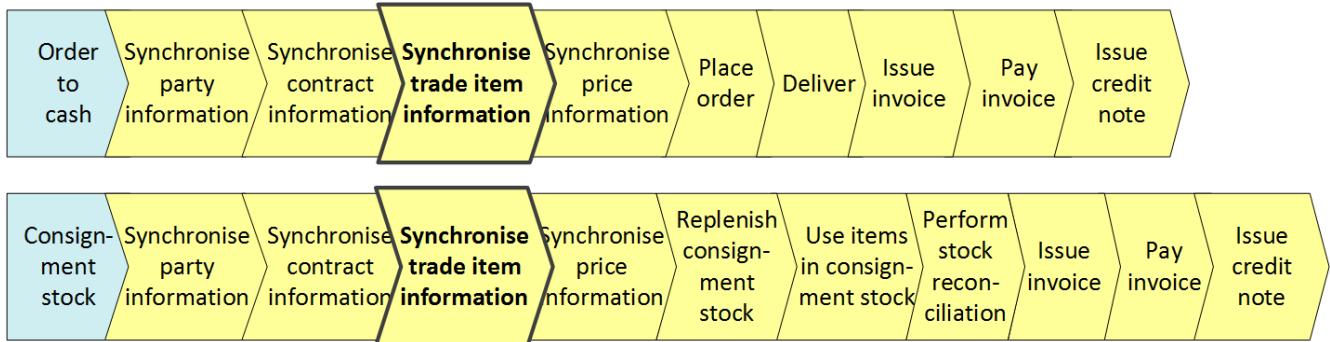 Order
to
cash
Synchronise
party
information
Synchronise
contract
information
Synchronise
trade item
information
Synchronise
price
information
Place
order
Deliver
Issue
invoice
Pay
invoice
Issue
credit
note
Consign-
ment
stock
Synchronise
party
information
Synchronise
contract
information
Synchronise
trade item
information
Synchronise
price
information
Replenish
consign-
ment
stock
Use items
in consign-
ment stock
Perform
stock
recon-
ciliation
Issue
invoice
Pay
invoice
Issue
credit
note